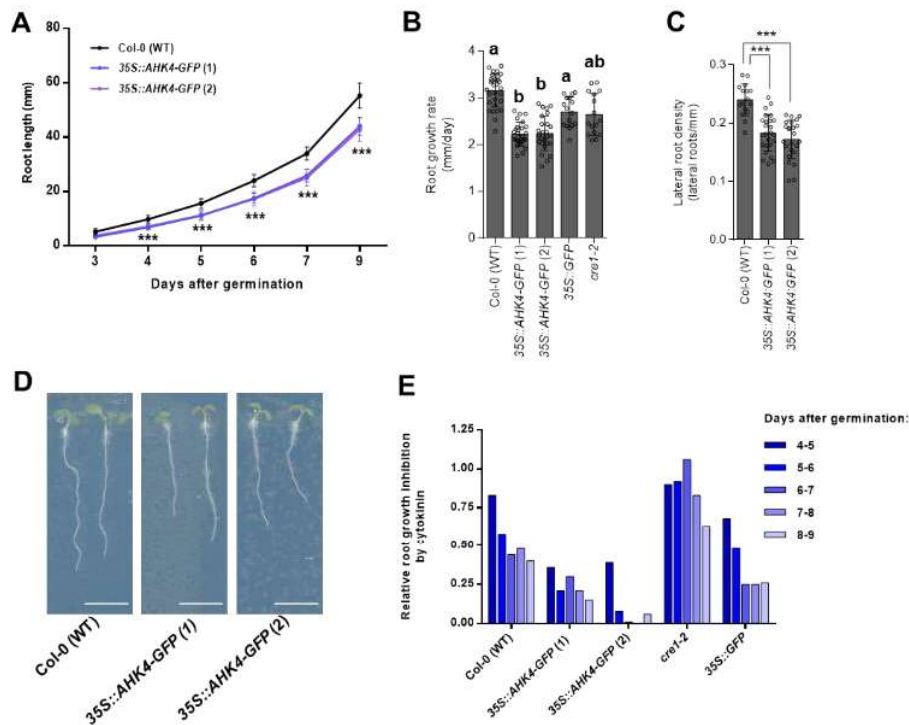 A
Root length (mm)
80
60
40
20
0
Col-0 (WT)
35S::AHK4-GFP (1)
35S::AHK4-GFP (2)
***
***
***
***
***
3 4 5 6 7 9
Days after germination
B
Root growth rate
(mm/day)
4
3
2
1
0
a b b a ab
Col-0 (WT)
35S::AHK4-GFP (1)
35S::AHK4-GFP (2)
35S::GFP
cre1-2
C
Lateral root density
(lateral roots/mm)
0.3
0.2
0.1
0.0
***
***
Col-0 (WT)
35S::AHK4:GFP (1)
35S::AHK4:GFP (2)
D
Col-0 (WT)
35S::AHK4-GFP (1)
35S::AHK4-GFP (2)
E
Relative root growth inhibition
by cytokinin
1.25
1.00
0.75
0.50
0.25
0.00
Col-0 (WT)
35S::AHK4-GFP (1)
35S::AHK4-GFP (2)
cre1-2
35S::GFP
Days after germination:
4-5
5-6
6-7
7-8
8-9